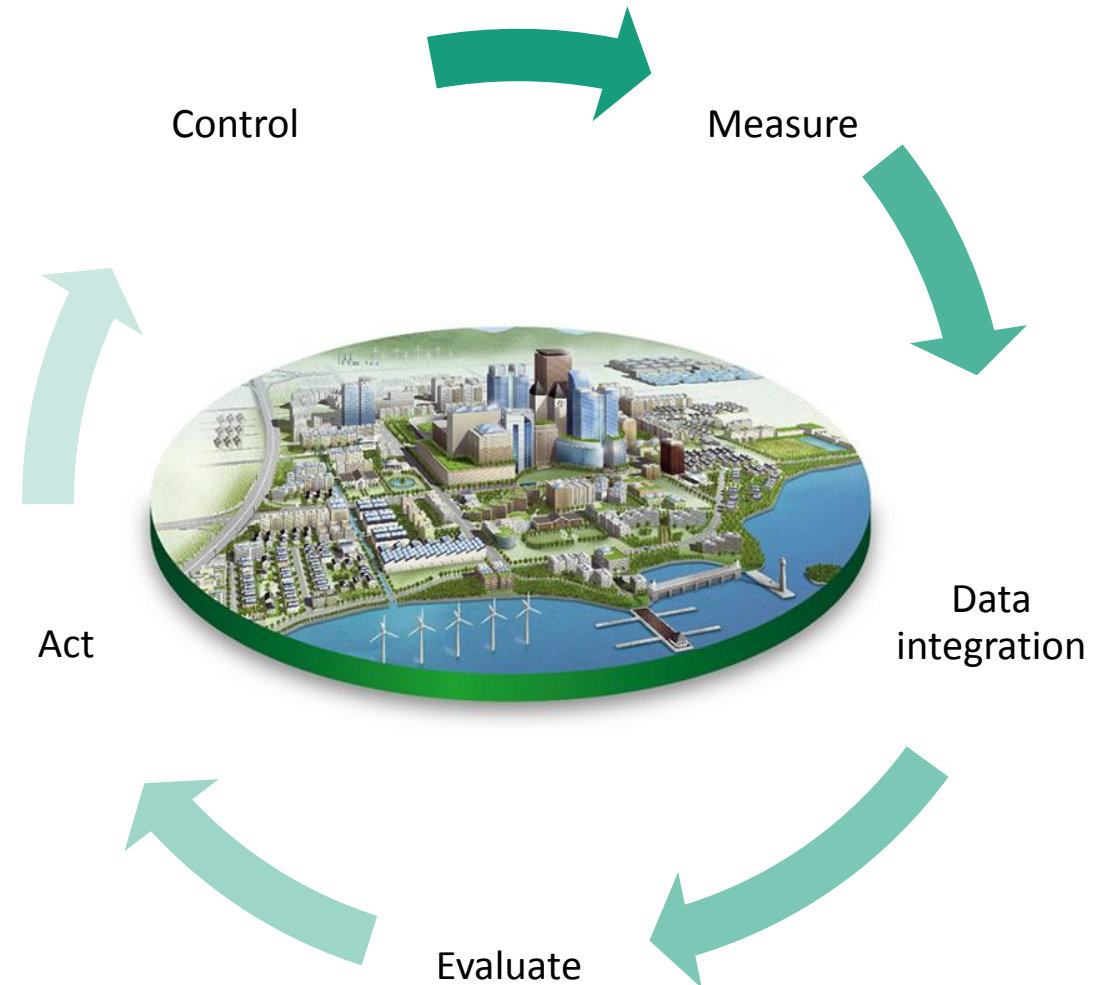 Control
Measure
Data
integration
Act
Evaluate